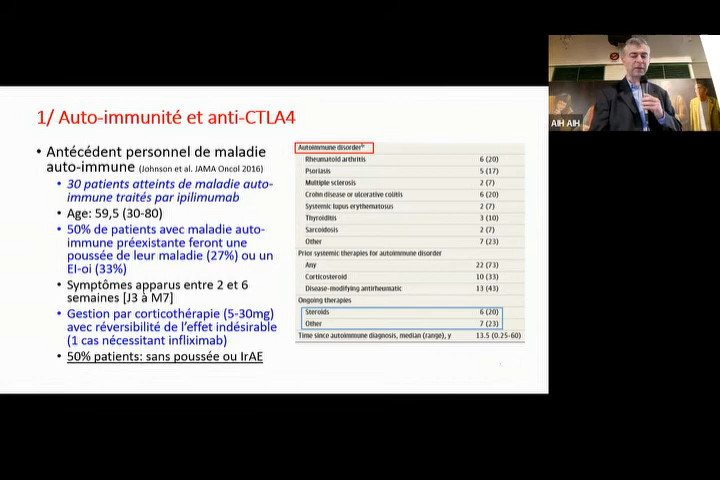 1/ Auto-immunité et anti-CTLA4
• Antécédent personnel de maladie
auto-immune (Johnson et al. JAMA Oncol 2016)
• 30 patients atteints de maladie auto-
immune traités par ipilimumab
• Age: 59,5 (30-80)
• 50% de patients avec maladie auto-
immune préexistante feront une
poussée de leur maladie (27%) ou un
EI-oi (33%)
• Symptômes apparus entre 2 et 6
semaines [J3 à M7]
• Gestion par corticothérapie (5-30mg)
avec réversibilité de l'effet indésirable
(1 cas nécessitant infliximab)
• 50% patients: sans poussée ou IrAE
Autoimmune disorder
Rheumatoid arthritis 6 (20)
Psoriasis 5 (17)
Multiple sclerosis 2 (7)
Crohn disease or ulcerative colitis 6 (20)
Systemic lupus erythematosus 2 (7)
Thyroiditis 3 (10)
Sarcoidosis 2 (7)
Other 7 (23)
Prior systemic therapies for autoimmune disorder
Any 22 (73)
Corticosteroid 10 (33)
Disease-modifying antirheumatic 13 (43)
Ongoing therapies
Steroids 6 (20)
Other 7 (23)
Time since autoimmune diagnosis, median (range), y 13.5 (0.25-60)
AIH AIH